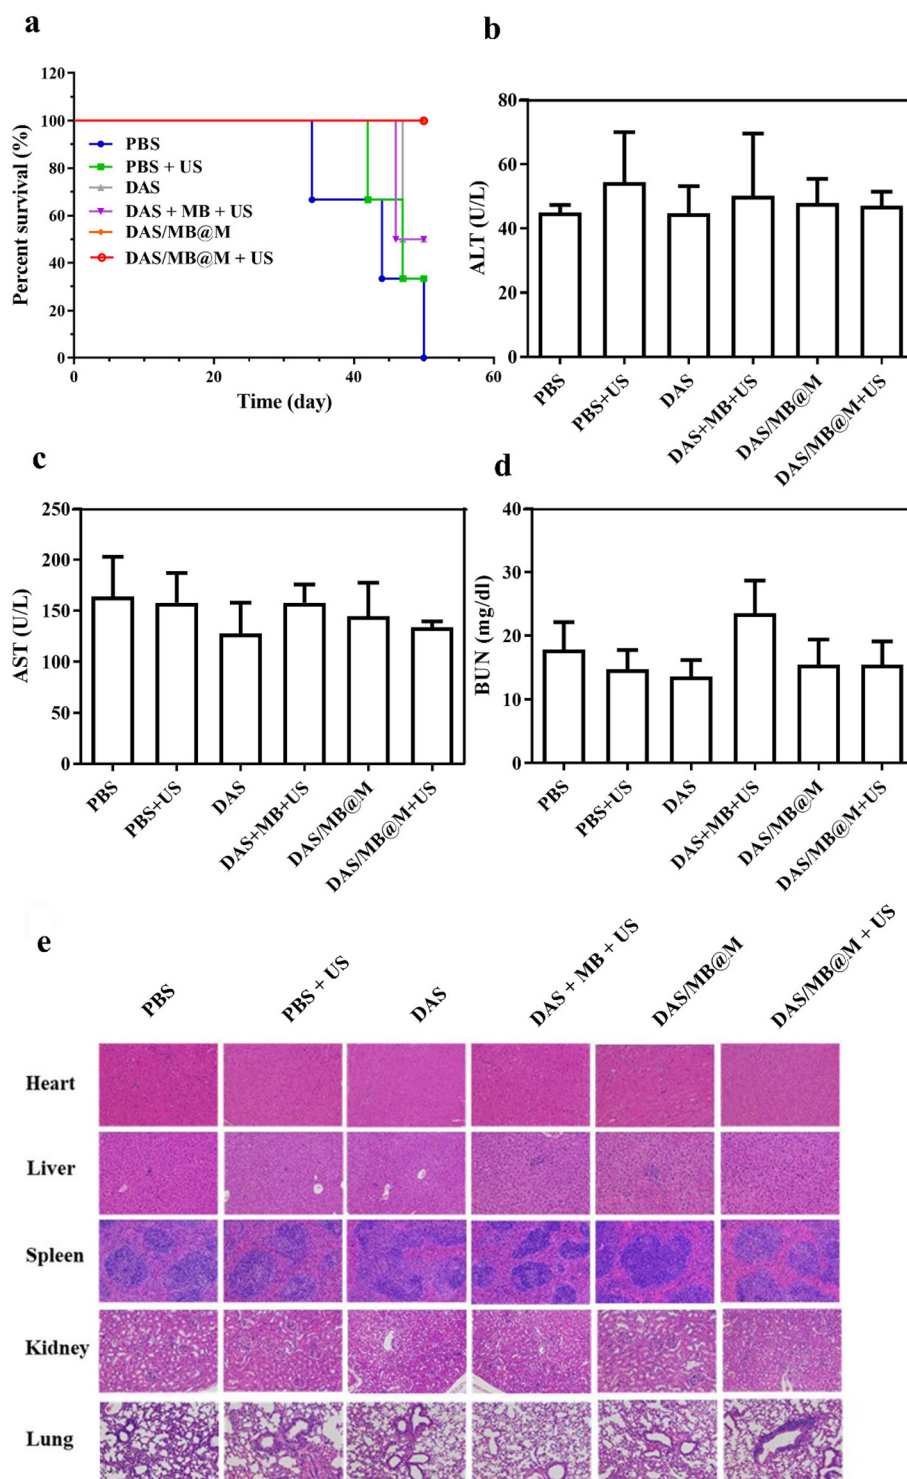 a
120
100
80
60
40
20
0
Percent survival (%)
PBS
PBS + US
DAS
DAS + MB + US
DAS/MB@M
DAS/MB@M + US
0
20
40
60
Time (day)
b
80
60
40
20
0
ALT (U/L)
PBS
PBS+US
DAS
DAS+MB+US
DAS/MB@M
DAS/MB@M+US
c
250
200
150
100
50
0
AST (U/L)
PBS
PBS+US
DAS
DAS+MB+US
DAS/MB@M
DAS/MB@M+US
d
40
30
20
10
0
BUN (mg/dl)
PBS
PBS+US
DAS
DAS+MB+US
DAS/MB@M
DAS/MB@M+US
e
PBS
PBS + US
DAS
DAS + MB + US
DAS/MB@M
DAS/MB@M + US
Heart
Liver
Spleen
Kidney
Lung